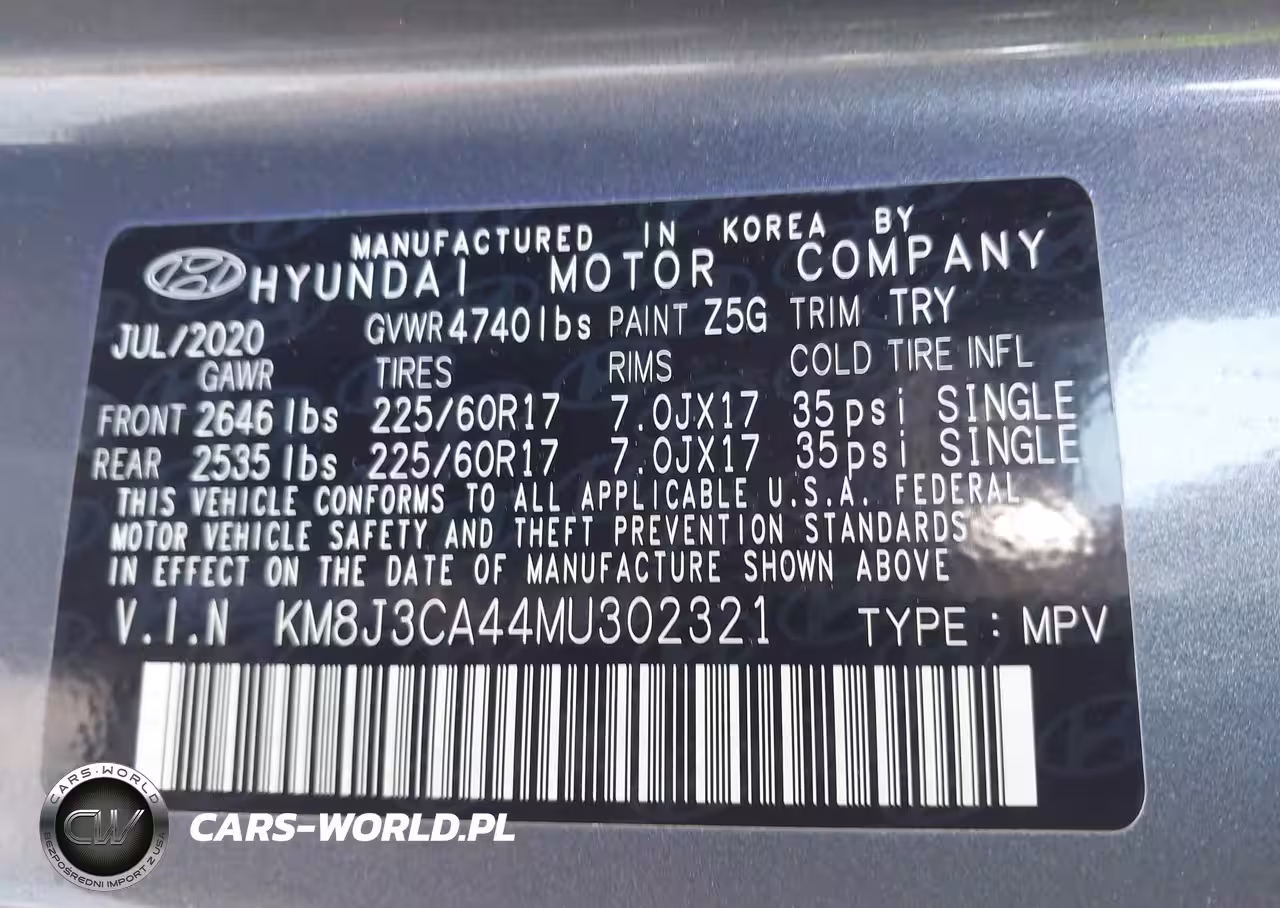 MANUFACTURED IN KOREA BY
HYUNDAI MOTOR COMPANY
JUL/2020 GVWR 4740lbs PAINT Z5G TRIM TRY
GAWR TIRES RIMS COLD TIRE INFL
FRONT 2646 lbs 225/60R17 7.0JX17 35psi SINGLE
REAR 2535 lbs 225/60R17 7.0JX17 35psi SINGLE
THIS VEHICLE CONFORMS TO ALL APPLICABLE U.S.A. FEDERAL
MOTOR VEHICLE SAFETY AND THEFT PREVENTION STANDARDS
IN EFFECT ON THE DATE OF MANUFACTURE SHOWN ABOVE
V.I.N KM8J3CA44MU302321 TYPE : MPV
CARS-WORLD
CW
BEZPOŚREDNI IMPORT Z USA
CARS-WORLD.PL